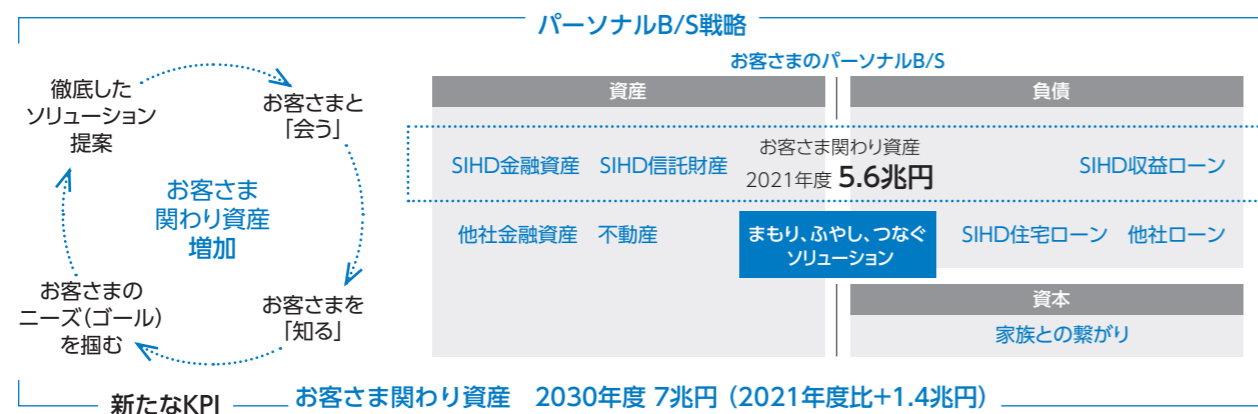 パーソナルB/S戦略
徹底した
ソリューション
提案
お客さまと
「会う」
お客さまを
「知る」
お客さまの
ニーズ（ゴール）
を掴む
お客さま
関わり資産
増加
お客さまのパーソナルB/S
資産
負債
SIHD金融資産 SIHD信託財産
お客さま関わり資産
2021年度 5.6兆円
SIHD収益ローン
他社金融資産 不動産
まもり、ふやし、つなぐ
ソリューション
SIHD住宅ローン 他社ローン
資本
家族との繋がり
新たなKPI お客さま関わり資産 2030年度 7兆円（2021年度比+1.4兆円）